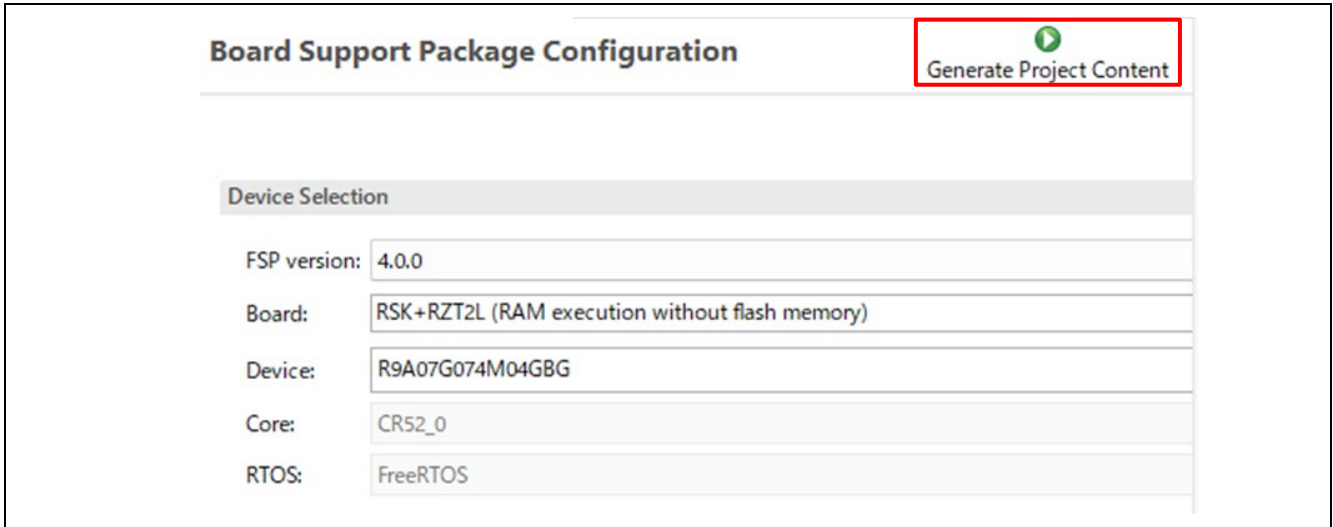 Board Support Package Configuration
Generate Project Content
Device Selection
FSP version: 4.0.0
Board: RSK+RZT2L (RAM execution without flash memory)
Device: R9A07G074M04GBG
Core: CR52_0
RTOS: FreeRTOS